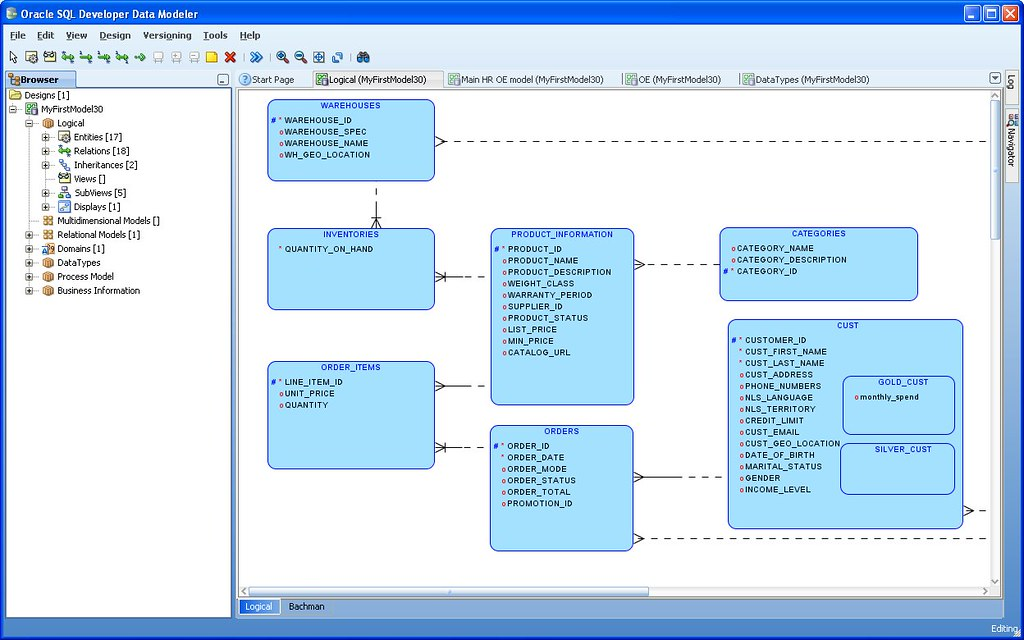 Oracle SQL Developer Data Modeler
File Edit View Design Versioning Tools Help
Browser
Start Page
Logical (MyFirstModel30)
Main HR OE model (MyFirstModel30)
OE (MyFirstModel30)
DataTypes (MyFirstModel30)
Log
Navigator
Designs [1]
MyFirstModel30
Logical
Entities [17]
Relations [18]
Inheritances [2]
Views []
SubViews [5]
Displays [1]
Multidimensional Models []
Relational Models [1]
Domains [1]
DataTypes
Process Model
Business Information
WAREHOUSES
# * WAREHOUSE_ID
o WAREHOUSE_SPEC
o WAREHOUSE_NAME
o WH_GEO_LOCATION
INVENTORIES
* QUANTITY_ON_HAND
PRODUCT_INFORMATION
# * PRODUCT_ID
o PRODUCT_NAME
o PRODUCT_DESCRIPTION
o WEIGHT_CLASS
o WARRANTY_PERIOD
o SUPPLIER_ID
o PRODUCT_STATUS
o LIST_PRICE
o MIN_PRICE
o CATALOG_URL
CATEGORIES
o CATEGORY_NAME
o CATEGORY_DESCRIPTION
# * CATEGORY_ID
ORDER_ITEMS
# * LINE_ITEM_ID
o UNIT_PRICE
o QUANTITY
ORDERS
# * ORDER_ID
* ORDER_DATE
o ORDER_MODE
o ORDER_STATUS
o ORDER_TOTAL
o PROMOTION_ID
CUST
# * CUSTOMER_ID
* CUST_FIRST_NAME
* CUST_LAST_NAME
o CUST_ADDRESS
o PHONE_NUMBERS
o NLS_LANGUAGE
o NLS_TERRITORY
o CREDIT_LIMIT
o CUST_EMAIL
o CUST_GEO_LOCATION
o DATE_OF_BIRTH
o MARITAL_STATUS
o GENDER
o INCOME_LEVEL
GOLD_CUST
o monthly_spend
SILVER_CUST
Logical
Bachman
Editing